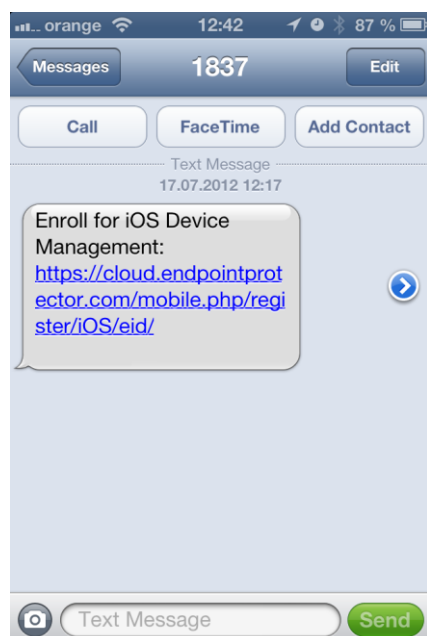 orange 12:42 87 %
Messages 1837 Edit
Call FaceTime Add Contact
Text Message
17.07.2012 12:17
Enroll for iOS Device
Management:
https://cloud.endpointprot
ector.com/mobile.php/regi
ster/iOS/eid/
Text Message Send